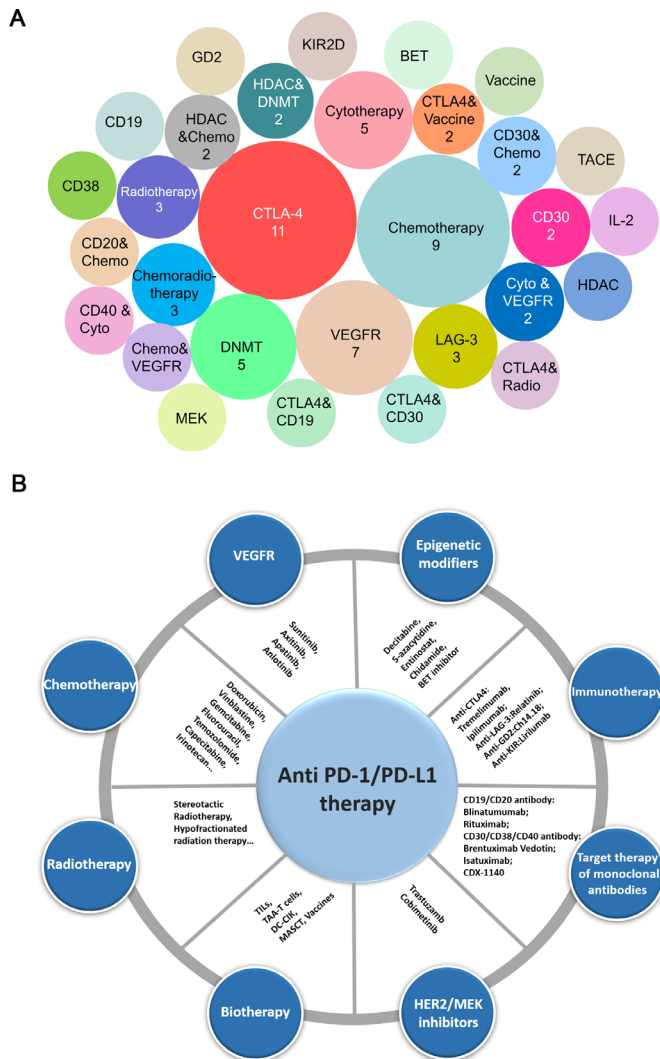 A
KIR2D
GD2
BET
HDAC&
DNMT
2
Vaccine
Cytotherapy
5
CTLA4&
Vaccine
2
CD19
HDAC
&Chemo
2
CD30&
Chemo
2
TACE
CD38
Radiotherapy
3
CTLA-4
11
Chemotherapy
9
CD30
2
IL-2
CD20&
Chemo
Chemoradio-
therapy
3
Cyto &
VEGFR
2
HDAC
CD40 &
Cyto
Chemo&
VEGFR
DNMT
5
VEGFR
7
LAG-3
3
CTLA4&
Radio
MEK
CTLA4&
CD19
CTLA4&
CD30
B
VEGFR
Epigenetic
modifiers
Sunitinib,
Axitinib,
Apatinib,
Anlotinib
Decitabine,
5-azacytidine,
Entinostat,
Chidamide,
BET inhibitor
Chemotherapy
Immunotherapy
Doxorubicin,
Vinblastine,
Gemcitabine,
Fluorouracil,
Temozolomide,
Capecitabine,
Irinotecan...
Anti-CTLA4:
Tremelimumab,
Ipilimumab;
Anti-LAG-3:Relatinib;
Anti-GD2:Ch14,18;
Anti-KIR:Lirilumab
Anti PD-1/PD-L1
therapy
Stereotactic
Radiotherapy,
Hypofractionated
radiation therapy...
CD19/CD20 antibody:
Blinatumumab;
Rituximab;
CD30/CD38/CD40 antibody:
Brentuximab Vedotin;
Isatuximab;
CDX-1140
Radiotherapy
Target therapy
of monoclonal
antibodies
TILs,
TAA-T cells,
DC-CIK,
MASCT, Vaccines
Trastuzamb
Cobimetinib
Biotherapy
HER2/MEK
inhibitors